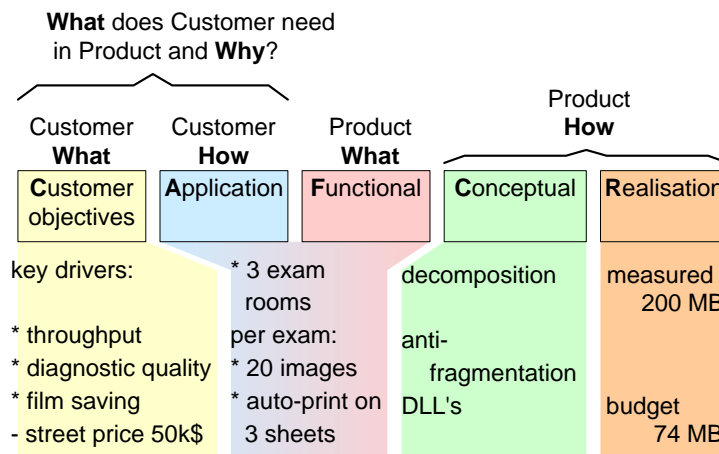 What does Customer need
in Product and Why?
Customer
What
Customer
How
Product
What
Product
How
Customer
objectives
Application
Functional
Conceptual
Realisation
key drivers:
* throughput
* diagnostic quality
* film saving
- street price 50k$
* 3 exam
rooms
per exam:
* 20 images
* auto-print on
3 sheets
decomposition
anti-
fragmentation
DLL's
measured
200 MB
budget
74 MB